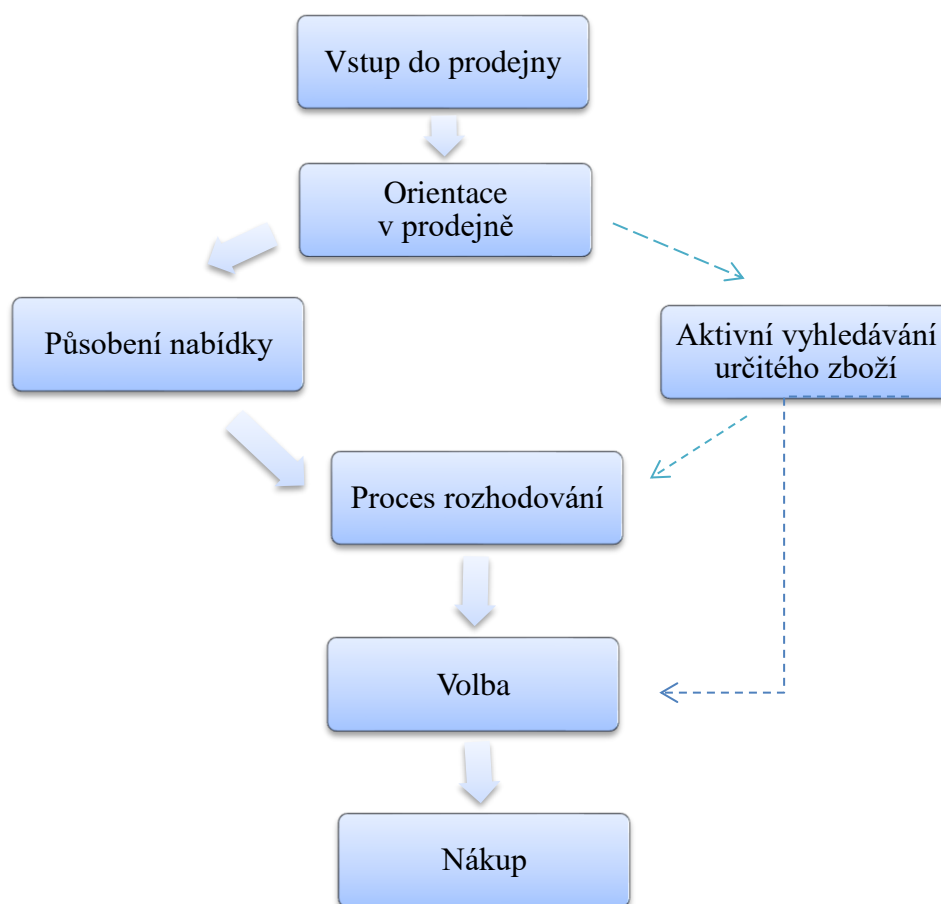 Vstup do prodejny
Orientace
v prodejně
Působení nabídky
Aktivní vyhledávání
určitého zboží
Proces rozhodování
Volba
Nákup